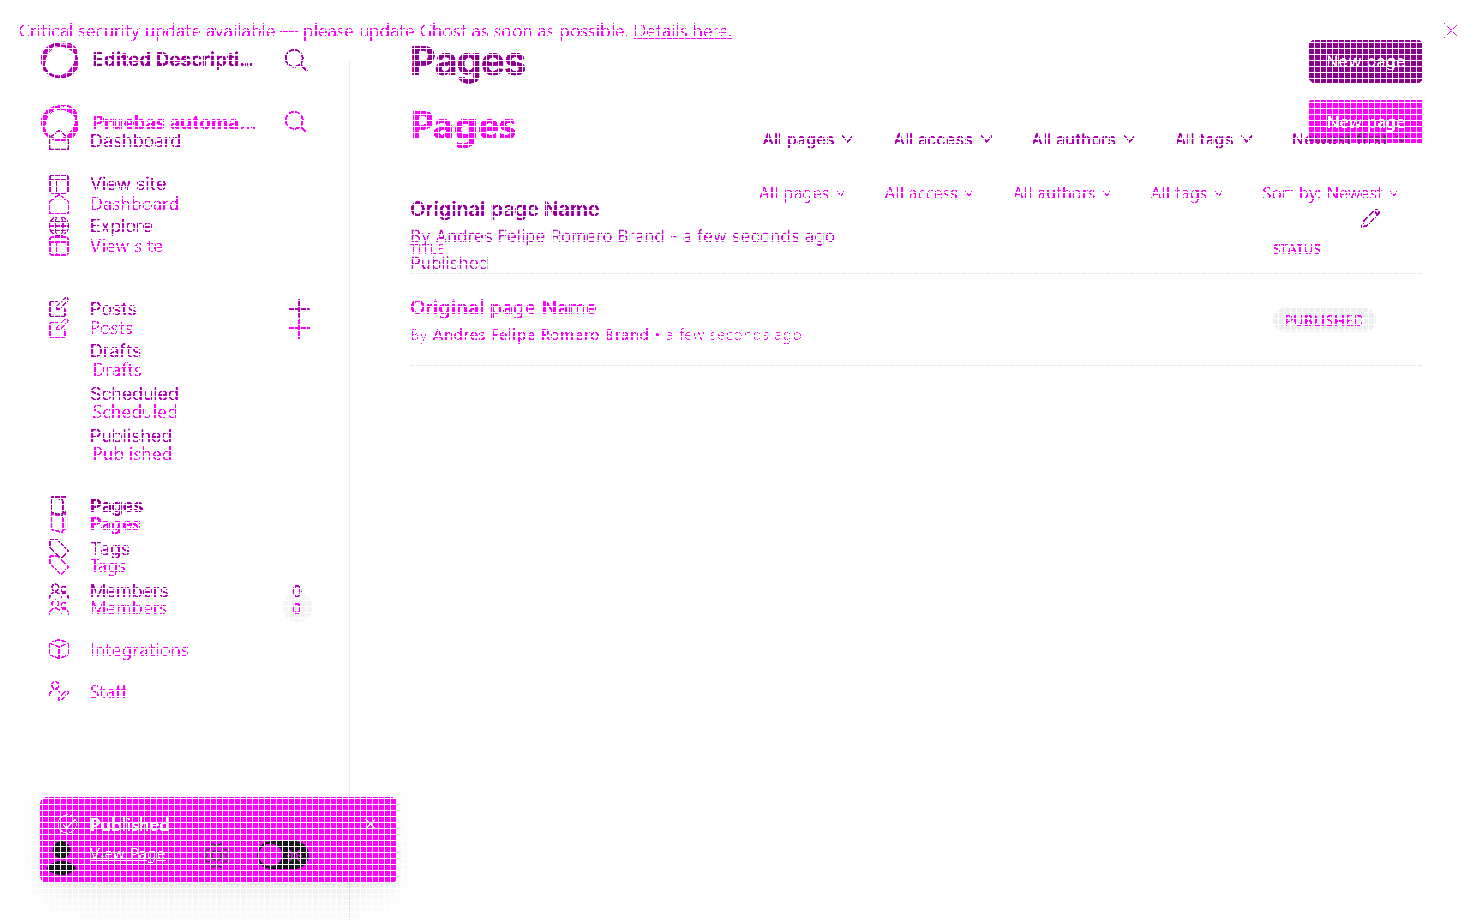 Critical security update available — please update Ghost as soon as possible. Details here.
Edited Descripti...
Pages
New page
Pruebas automa...
Pages
New page
Dashboard
All pages
All access
All authors
All tags
View site
Dashboard
All pages
All access
All authors
All tags
Sort by: Newest
Original page Name
Explore
By Andres Felipe Romero Brand - a few seconds ago
View site
TITLE
STATUS
Published
Posts
Original page Name
Posts
PUBLISHED
By Andres Felipe Romero Brand • a few seconds ago
Drafts
Drafts
Scheduled
Scheduled
Published
Published
Pages
Pages
Tags
Tags
Members 0
Members 0
Integrations
Staff
Published
View Page